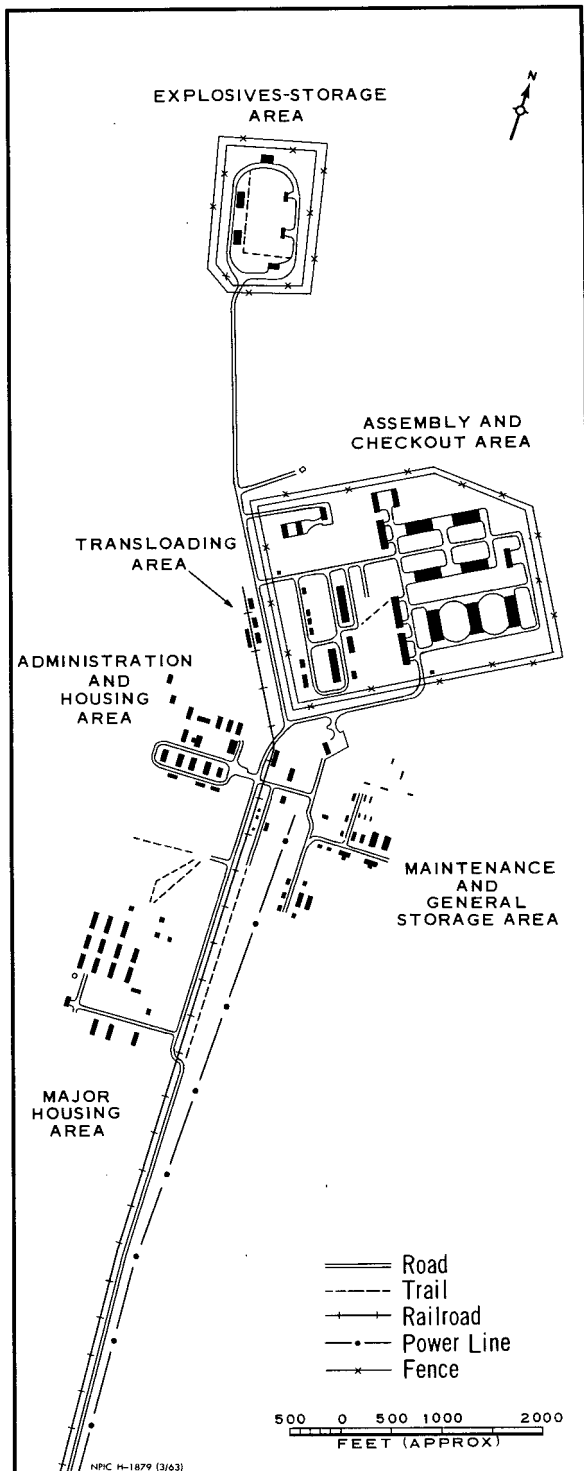 N
EXPLOSIVES-STORAGE
AREA
ASSEMBLY AND
CHECKOUT AREA
TRANSLOADING
AREA
ADMINISTRATION
AND
HOUSING
AREA
MAINTENANCE
AND
GENERAL
STORAGE AREA
MAJOR
HOUSING
AREA
Road
Trail
Railroad
Power Line
Fence
500 0 500 1000 2000
FEET (APPROX)
NPIC H-1879 (3/63)